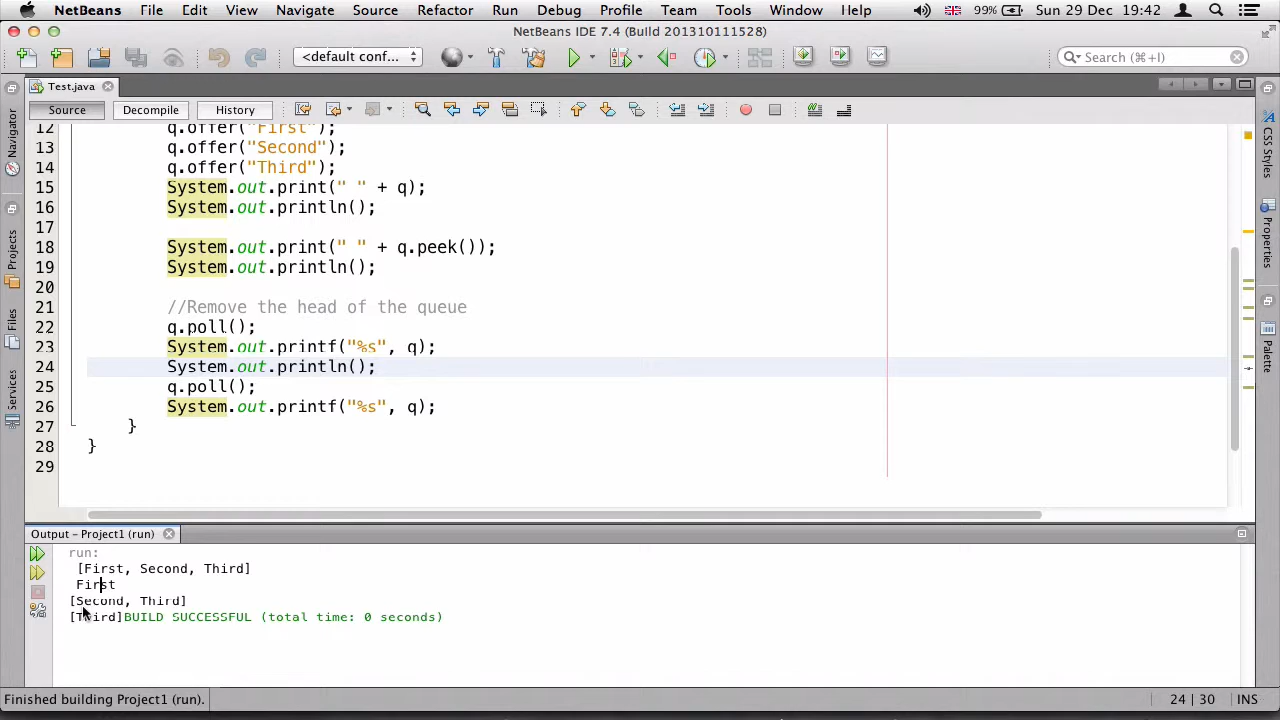 NetBeans File Edit View Navigate Source Refactor Run Debug Profile Team Tools Window Help 99% Sun 29 Dec 19:42
NetBeans IDE 7.4 (Build 201310111528)
<default conf... Search (⌘+I)
Test.java
Source Decompile History
12 q.offer("First");
13 q.offer("Second");
14 q.offer("Third");
15 System.out.print(" " + q);
16 System.out.println();
17
18 System.out.print(" " + q.peek());
19 System.out.println();
20
21 //Remove the head of the queue
22 q.poll();
23 System.out.printf("%s", q);
24 System.out.println();
25 q.poll();
26 System.out.printf("%s", q);
27 }
28 }
29
Navigator
Projects
Files
Services
CSS Styles
Properties
Palette
Output – Project1 (run)
run:
[First, Second, Third]
First
[Second, Third]
[Third]BUILD SUCCESSFUL (total time: 0 seconds)
Finished building Project1 (run). 24 | 30 INS